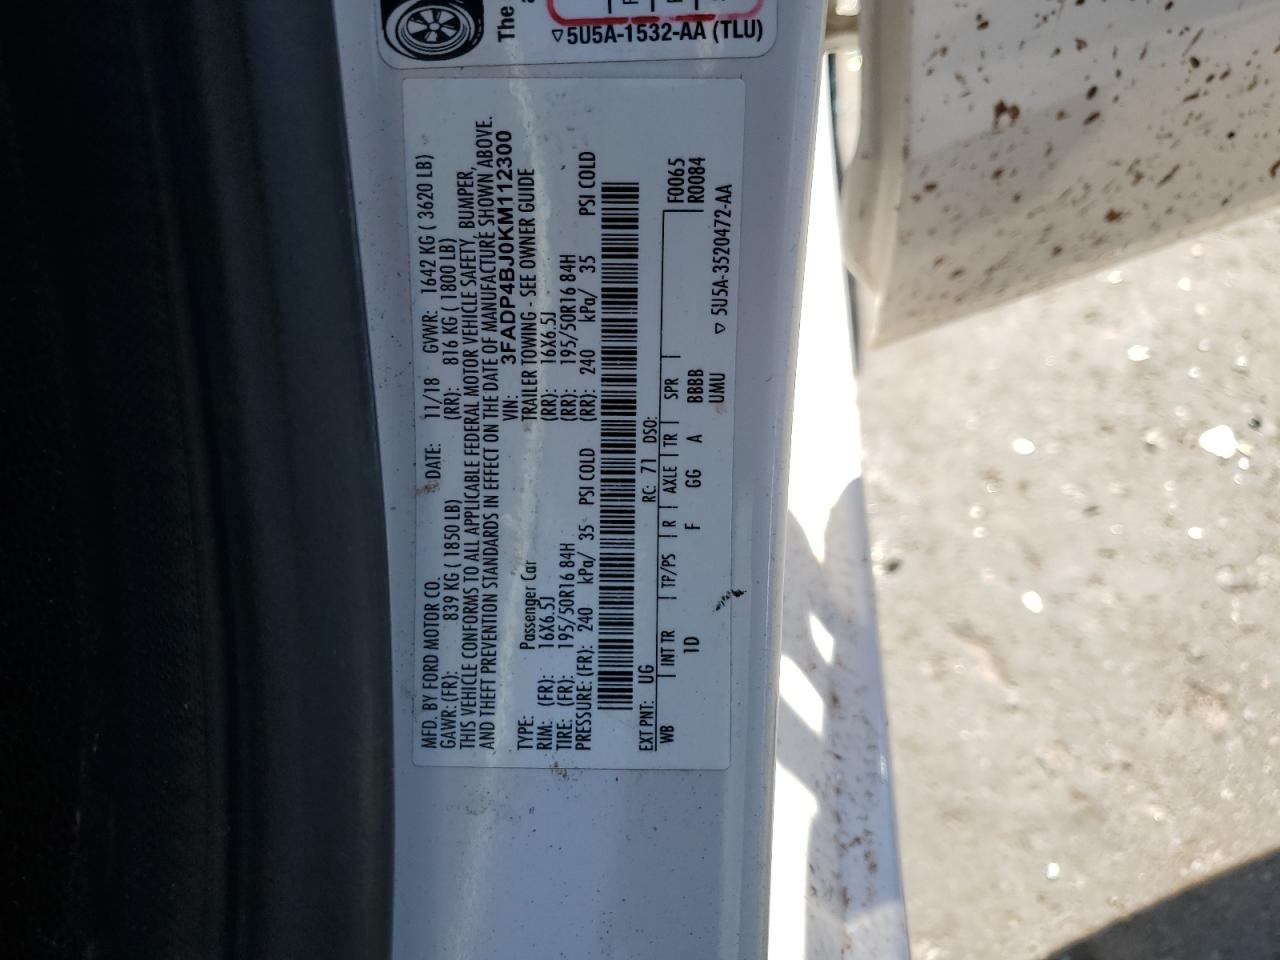 The
▽ 5U5A-1532-AA (TLU)
MFD. BY FORD MOTOR CO. DATE: 11/18 GVWR: 1642 KG ( 3620 LB)
GAWR: (FR): 839 KG ( 1850 LB) (RR): 816 KG ( 1800 LB)
THIS VEHICLE CONFORMS TO ALL APPLICABLE FEDERAL MOTOR VEHICLE SAFETY, BUMPER,
AND THEFT PREVENTION STANDARDS IN EFFECT ON THE DATE OF MANUFACTURE SHOWN ABOVE.
VIN: 3FADP4BJ0KM112300
TYPE: Passenger Car TRAILER TOWING - SEE OWNER GUIDE
RIM: (FR): 16X6.5J (RR): 16X6.5J
TIRE: (FR): 195/50R16 84H (RR): 195/50R16 84H
PRESSURE: (FR): 240 kPa/ 35 PSI COLD (RR): 240 kPa/ 35 PSI COLD
EXT PNT: UG RC: 71 DSO: F0065
WB INT TR TP/PS R AXLE TR SPR R0084
1D F GG A BBBB
UMU ▽ 5U5A-3520472-AA